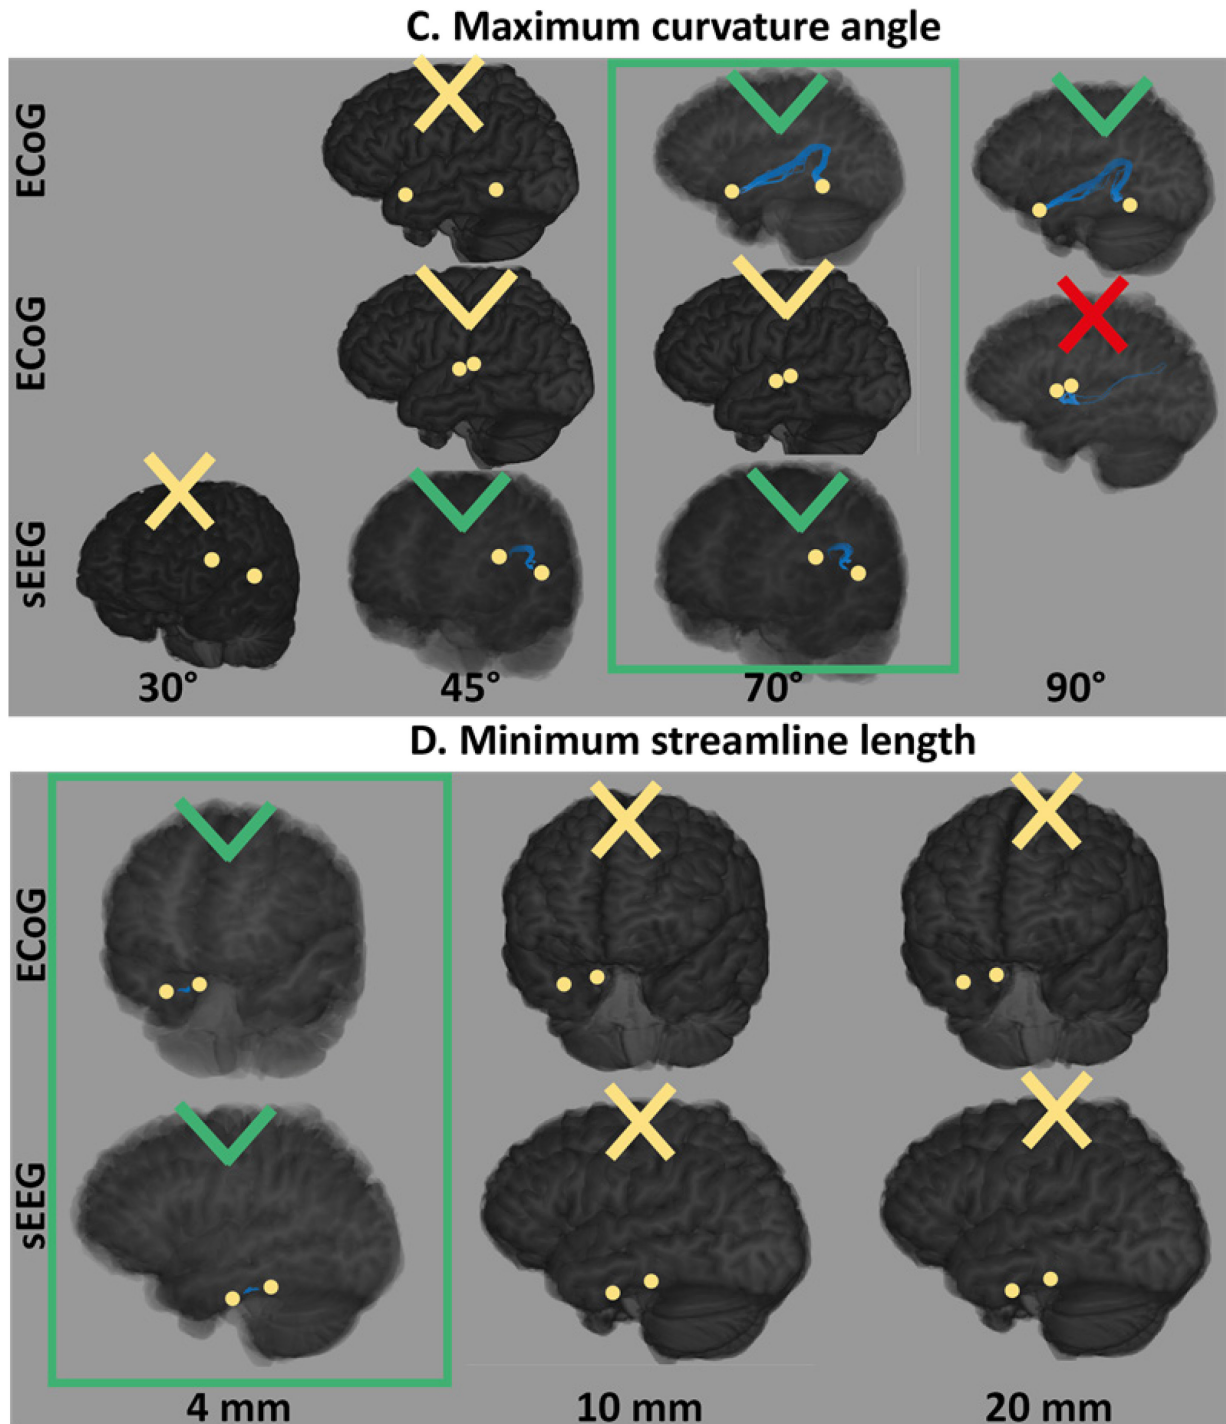 C. Maximum curvature angle
ECoG
ECoG
sEEG
30° 45° 70° 90°
D. Minimum streamline length
ECoG
sEEG
4 mm 10 mm 20 mm